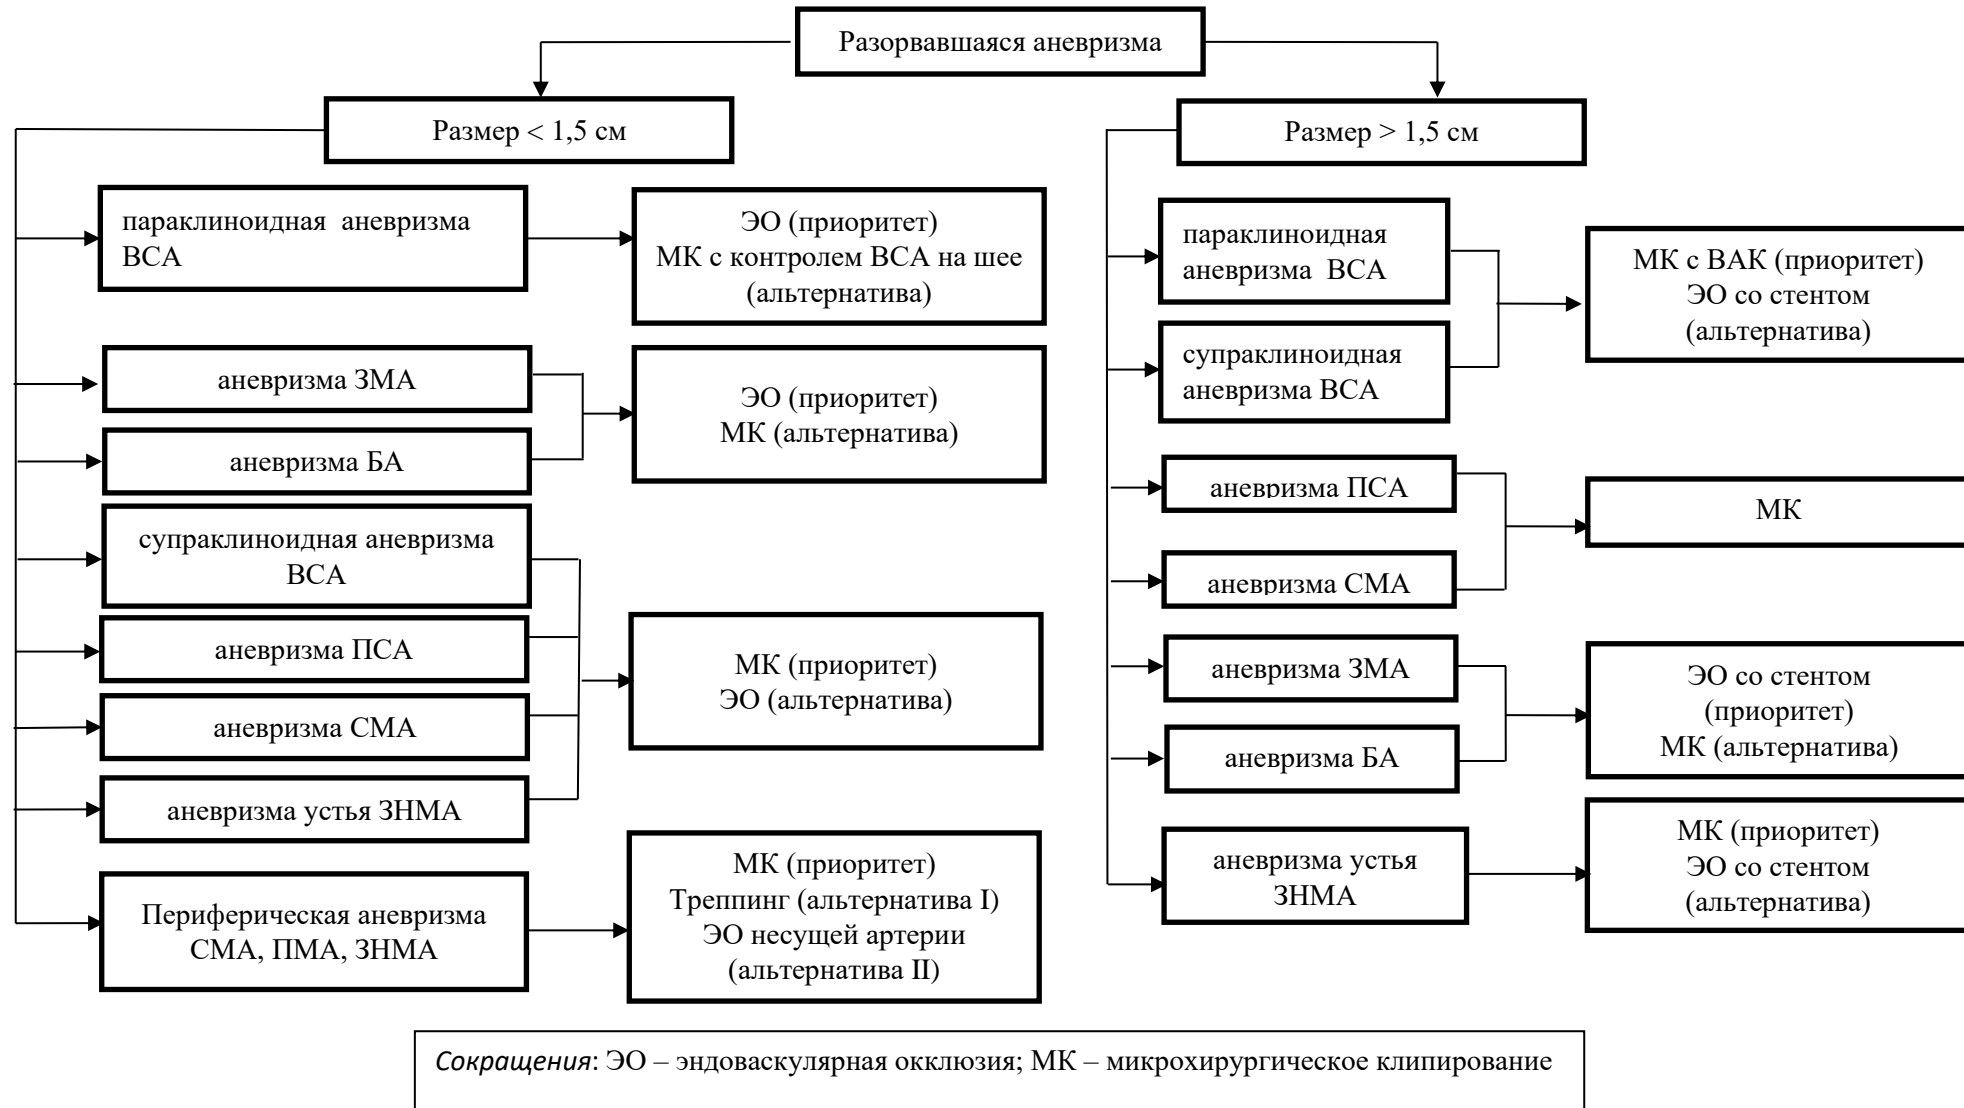 Разорвавшаяся аневризма
Размер < 1,5 см
параклиноидная аневризма
ВСА
ЭО (приоритет)
МК с контролем ВСА на шее
(альтернатива)
аневризма ЗМА
аневризма БА
ЭО (приоритет)
МК (альтернатива)
супраклиноидная аневризма
ВСА
аневризма ПСА
аневризма СМА
аневризма устья ЗНМА
МК (приоритет)
ЭО (альтернатива)
Периферическая аневризма
СМА, ПМА, ЗНМА
МК (приоритет)
Треппинг (альтернатива I)
ЭО несущей артерии
(альтернатива II)
Размер > 1,5 см
параклиноидная
аневризма ВСА
супраклиноидная
аневризма ВСА
МК с ВАК (приоритет)
ЭО со стентом
(альтернатива)
аневризма ПСА
аневризма СМА
МК
аневризма ЗМА
аневризма БА
ЭО со стентом
(приоритет)
МК (альтернатива)
аневризма устья
ЗНМА
МК (приоритет)
ЭО со стентом
(альтернатива)
Сокращения: ЭО – эндоваскулярная окклюзия; МК – микрохирургическое клипирование